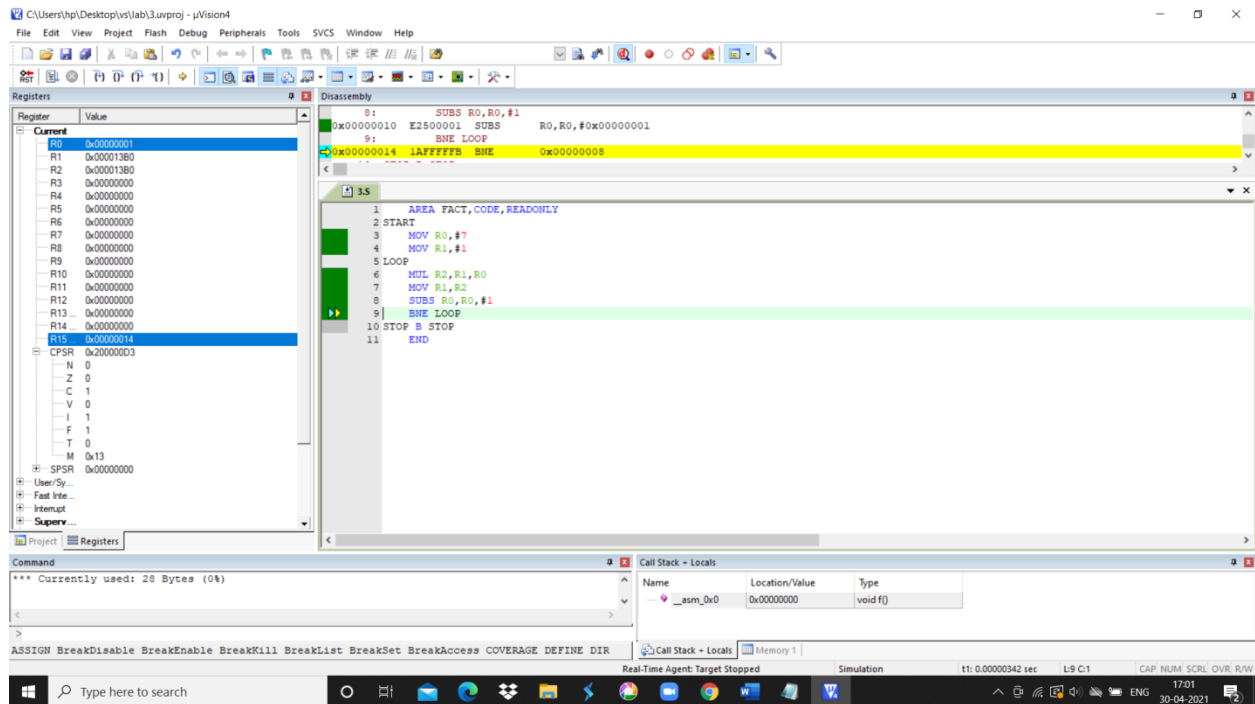 C:\Users\hp\Desktop\vs\lab\3.uvproj - µVision4
File Edit View Project Flash Debug Peripherals Tools SVCS Window Help
RST
Registers
Register Value
Current
R0 0x00000001
R1 0x000013B0
R2 0x000013B0
R3 0x00000000
R4 0x00000000
R5 0x00000000
R6 0x00000000
R7 0x00000000
R8 0x00000000
R9 0x00000000
R10 0x00000000
R11 0x00000000
R12 0x00000000
R13 ... 0x00000000
R14 ... 0x00000000
R15 ... 0x00000014
CPSR 0x200000D3
N 0
Z 0
C 1
V 0
I 1
F 1
T 0
M 0x13
SPSR 0x00000000
User/Sy...
Fast Inte...
Interrupt
Superv...
Project Registers
Disassembly
8: SUBS R0,R0,#1
0x00000010 E2500001 SUBS R0,R0,#0x00000001
9: BNE LOOP
0x00000014 1AFFFFFB BNE 0x00000008
3.S
1 AREA FACT,CODE,READONLY
2 START
3 MOV R0,#7
4 MOV R1,#1
5 LOOP
6 MUL R2,R1,R0
7 MOV R1,R2
8 SUBS R0,R0,#1
9 BNE LOOP
10 STOP B STOP
11 END
Command
*** Currently used: 28 Bytes (0%)
>
ASSIGN BreakDisable BreakEnable BreakKill BreakList BreakSet BreakAccess COVERAGE DEFINE DIR
Call Stack + Locals
Name Location/Value Type
__asm_0x0 0x00000000 void f()
Call Stack + Locals Memory 1
Real-Time Agent: Target Stopped Simulation t1: 0.00000342 sec L:9 C:1 CAP NUM SCRL OVR R/W
Type here to search
ENG
17:01
30-04-2021
2